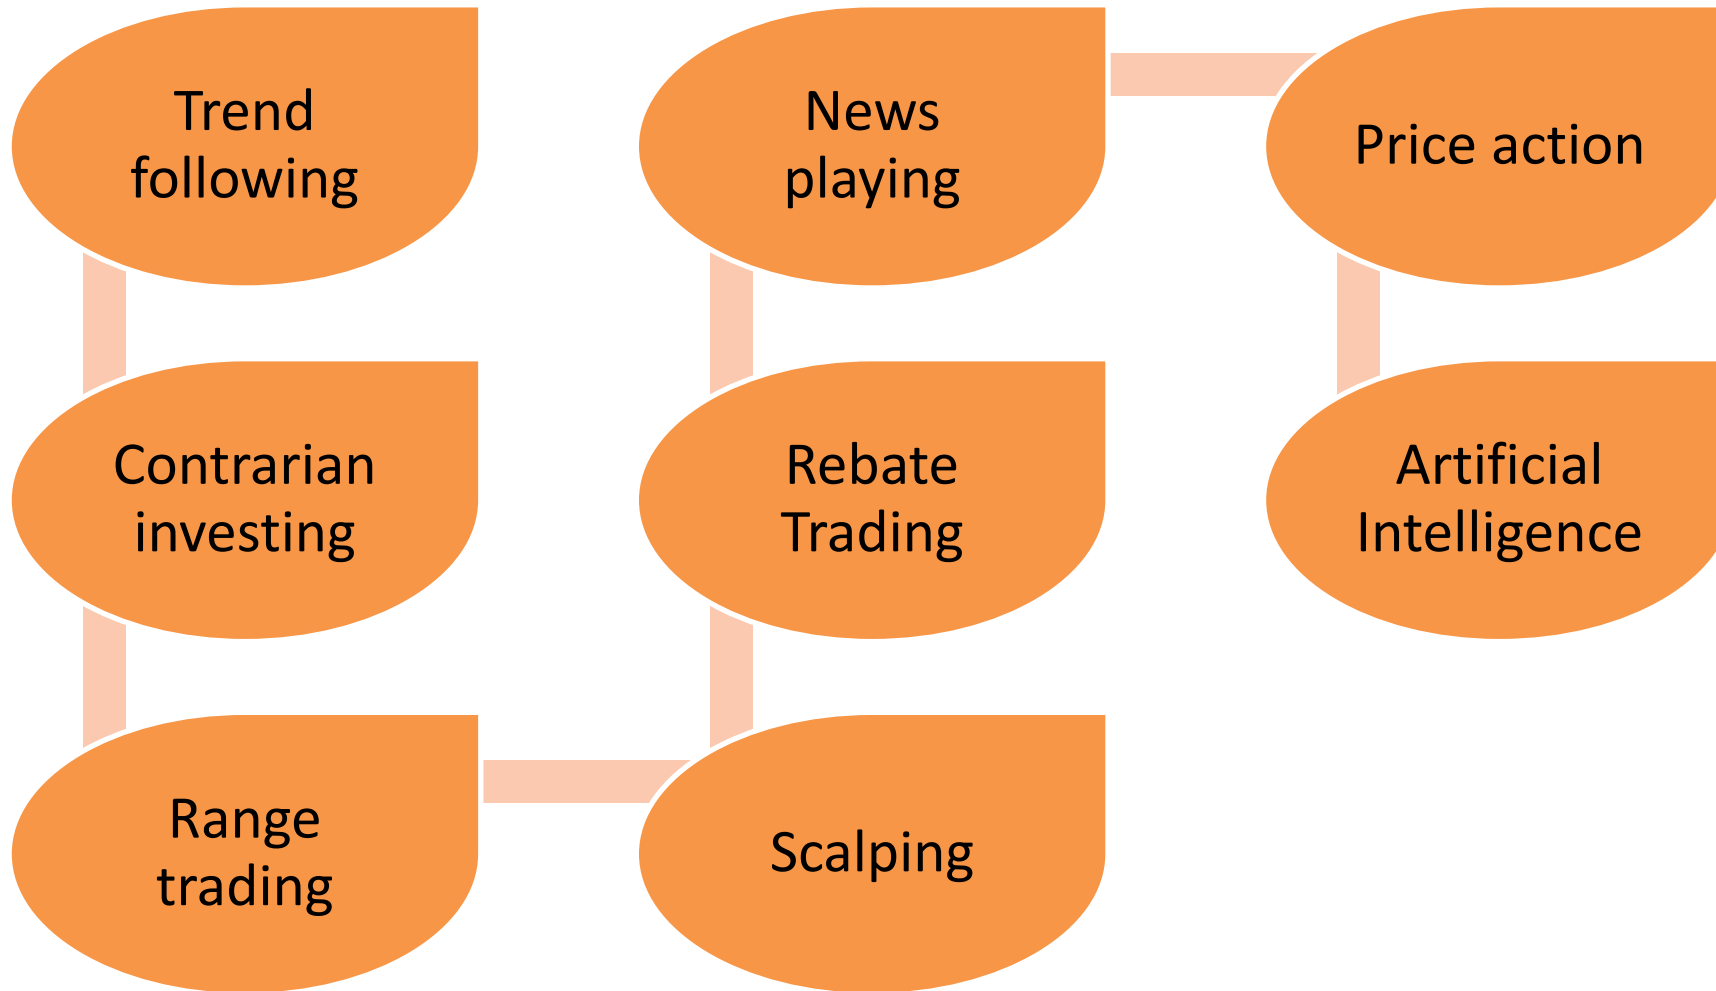 Trend
following
Contrarian
investing
Range
trading
Scalping
Rebate
Trading
News
playing
Price action
Artificial
Intelligence